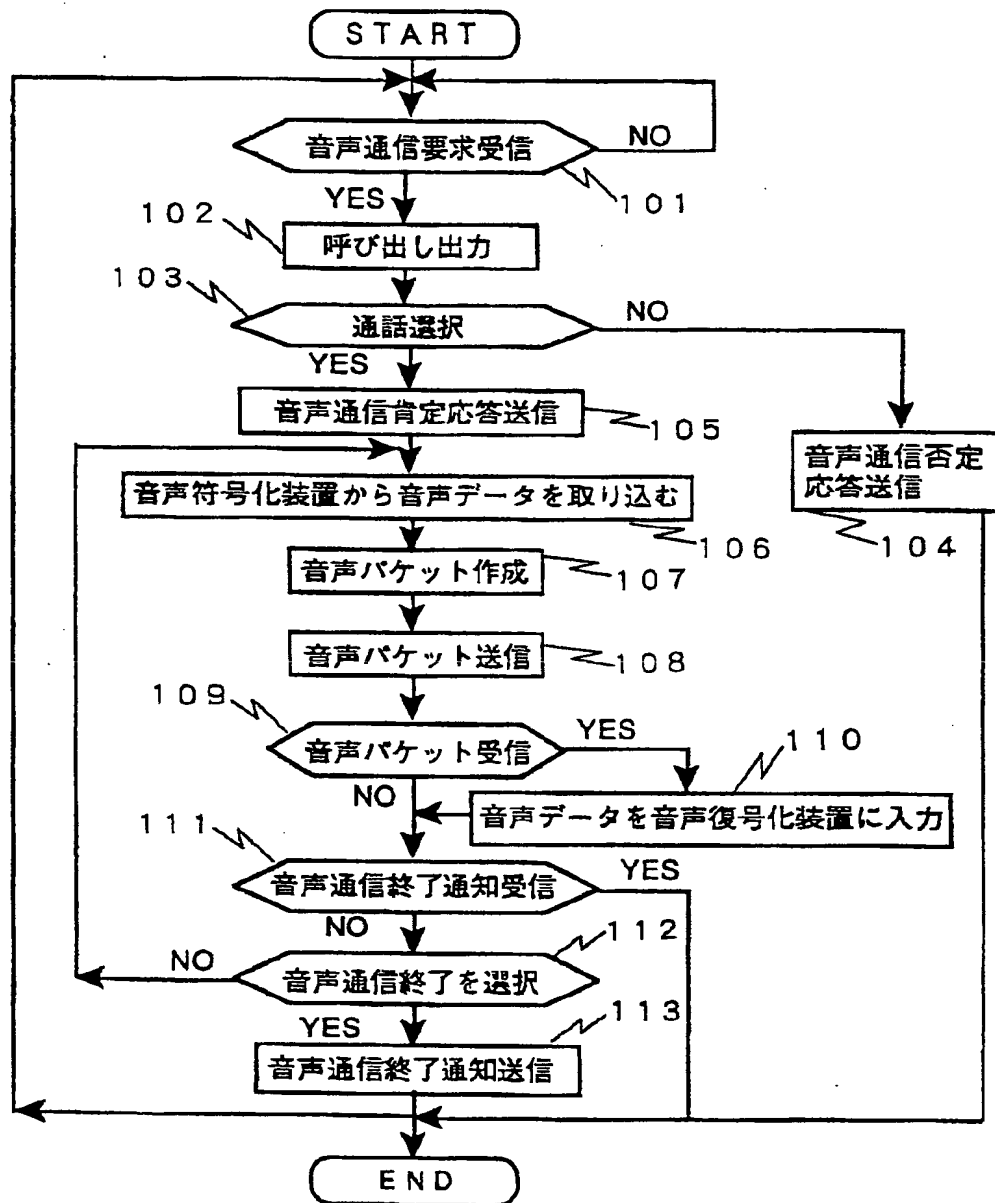 START
音声通信要求受信
NO
101
YES
102
呼び出し出力
103
通話選択
NO
YES
音声通信肯定応答送信
105
音声通信否定
応答送信
104
音声符号化装置から音声データを取り込む
106
音声パケット作成
107
音声パケット送信
108
109
音声パケット受信
YES
110
NO
音声データを音声復号化装置に入力
111
音声通信終了通知受信
YES
NO
112
NO
音声通信終了を選択
YES
113
音声通信終了通知送信
END